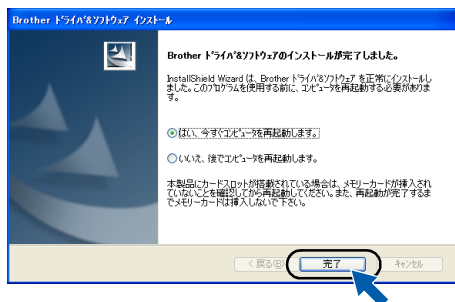 Brother ﾄﾞﾗｲﾊﾞ&ｿﾌﾄｳｪｱ ｲﾝｽﾄｰﾙ
Brother ﾄﾞﾗｲﾊﾞ&ｿﾌﾄｳｪｱのインストールが完了しました。
InstallShield Wizard は、Brother ﾄﾞﾗｲﾊﾞ&ｿﾌﾄｳｪｱ を正常にｲﾝｽﾄｰﾙし
ました。このﾌﾟﾛｸﾞﾗﾑを使用する前に、ｺﾝﾋﾟｭｰﾀを再起動する必要がありま
す。
はい、今すぐｺﾝﾋﾟｭｰﾀを再起動します。
いいえ、後でｺﾝﾋﾟｭｰﾀを再起動します。
本製品にカードスロットが搭載されている場合は、メモリーカードが挿入され
ていないことを確認してから再起動してください。また、再起動が完了するま
でメモリーカードは挿入しないで下さい。
< 戻る(B)
完了
ｷｬﾝｾﾙ